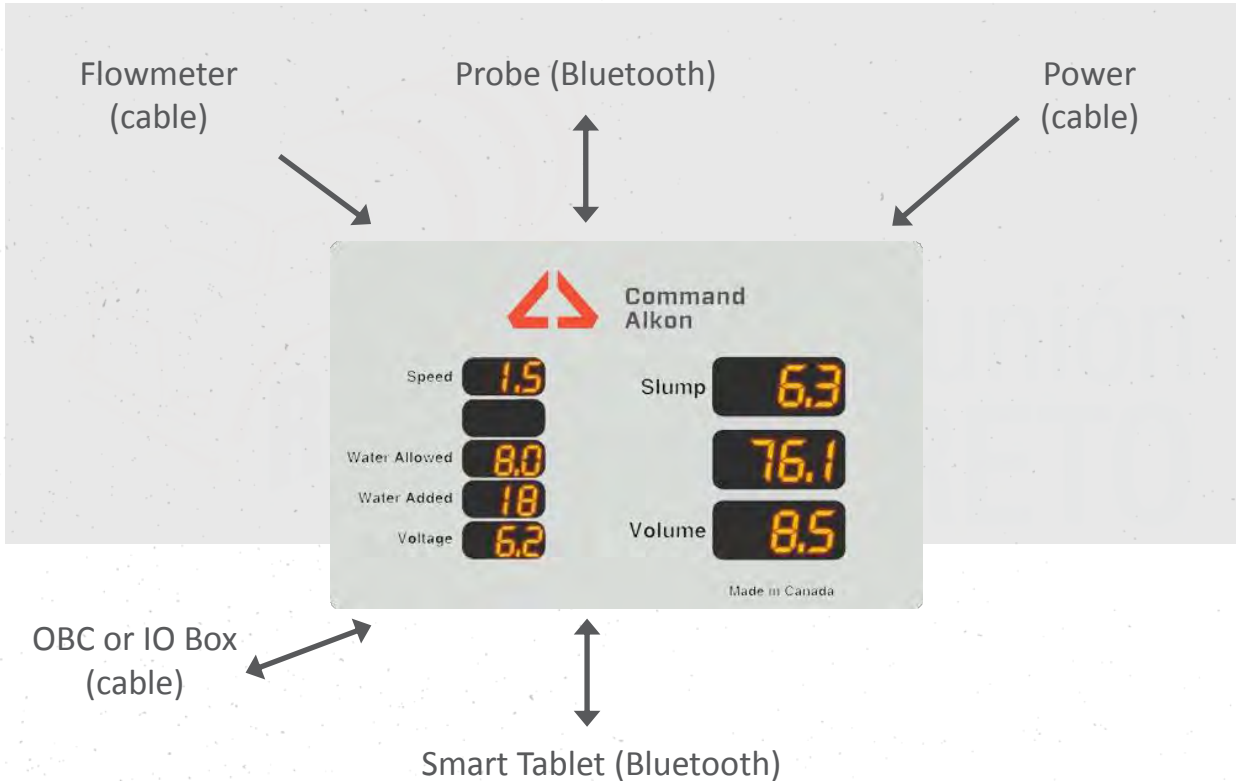 Flowmeter
(cable)
Probe (Bluetooth)
Power
(cable)
Command
Alkon
Speed 1.5
Water Allowed 8.0
Water Added 18
Voltage 6.2
Slump 6.3
76.1
Volume 8.5
Made in Canada
OBC or IO Box
(cable)
Smart Tablet (Bluetooth)